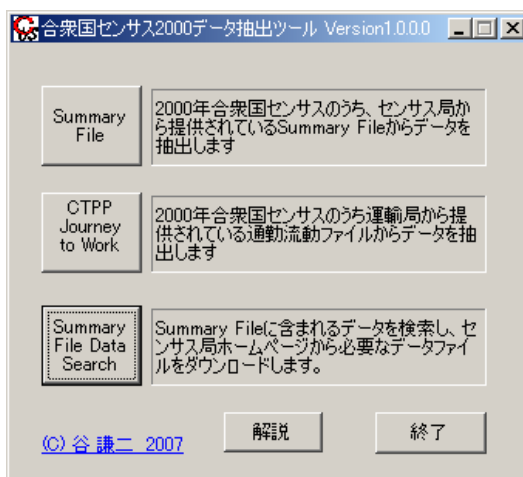 合衆国センサス2000データ抽出ツール Version1.0.0.0
Summary
File
2000年合衆国センサスのうち、センサス局か
ら提供されているSummary Fileからデータを
抽出します
CTPP
Journey
to Work
2000年合衆国センサスのうち運輸局から提
供されている通勤流動ファイルからデータを抽
出します
Summary
File Data
Search
Summary Fileに含まれるデータを検索し、セ
ンサス局ホームページから必要なデータファイ
ルをダウンロードします。
(C) 谷 謙二 2007
解説
終了